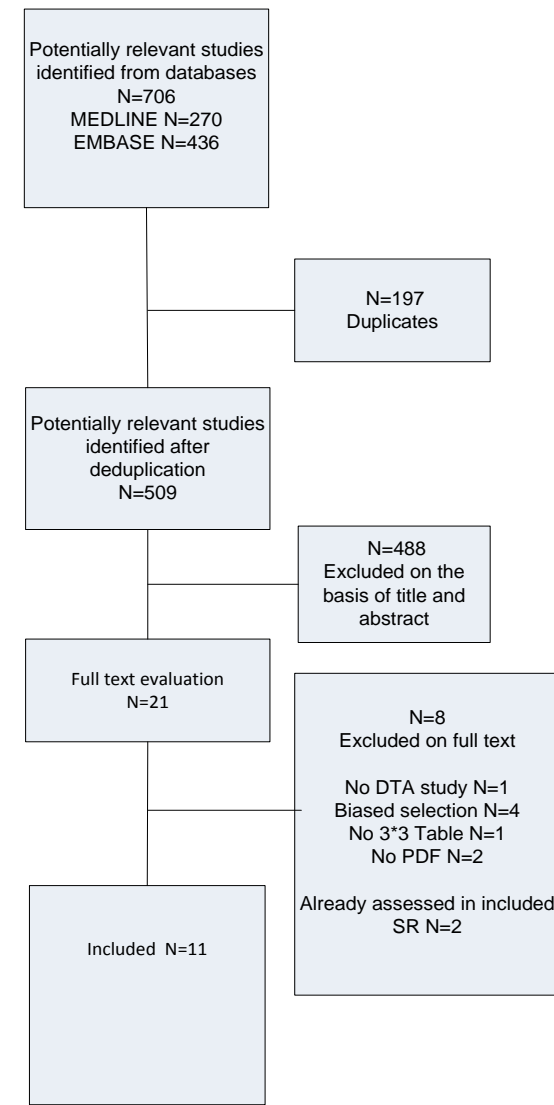 Potentially relevant studies
identified from databases
N=706
MEDLINE N=270
EMBASE N=436
N=197
Duplicates
Potentially relevant studies
identified after
deduplication
N=509
N=488
Excluded on the
basis of title and
abstract
Full text evaluation
N=21
N=8
Excluded on full text
No DTA study N=1
Biased selection N=4
No 3*3 Table N=1
No PDF N=2
Already assessed in included
SR N=2
Included N=11